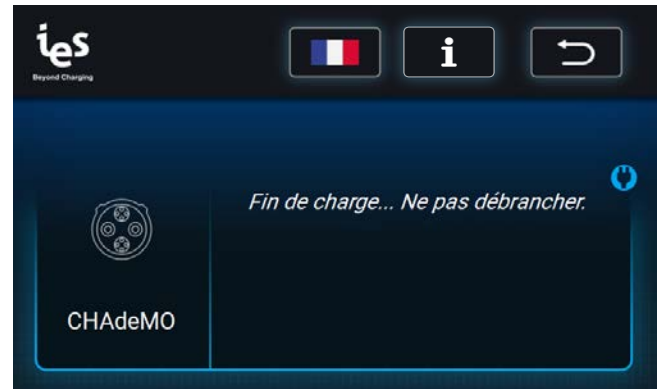 ies
Beyond Charging
i
Fin de charge... Ne pas débrancher.
CHAdeMO